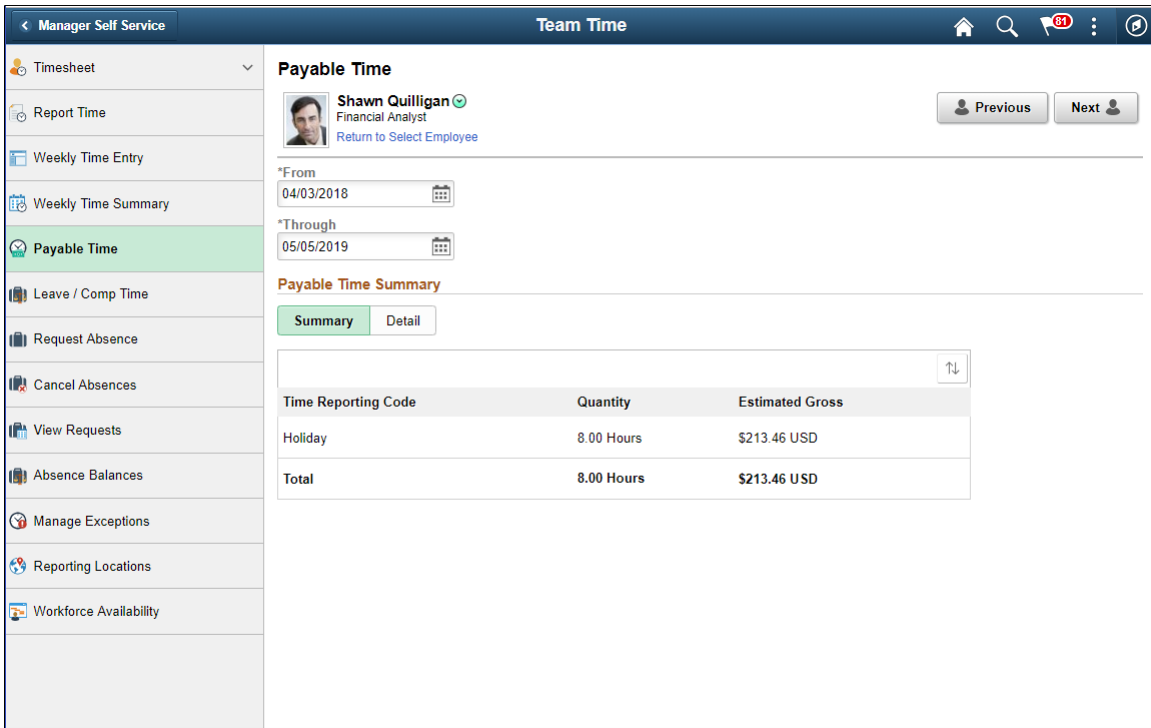 Manager Self Service
Team Time
81
Timesheet
Report Time
Weekly Time Entry
Weekly Time Summary
Payable Time
Leave / Comp Time
Request Absence
Cancel Absences
View Requests
Absence Balances
Manage Exceptions
Reporting Locations
Workforce Availability
Payable Time
Shawn Quilligan
Financial Analyst
Return to Select Employee
Previous
Next
*From
04/03/2018
*Through
05/05/2019
Payable Time Summary
Summary Detail
Time Reporting Code Quantity Estimated Gross
Holiday 8.00 Hours $213.46 USD
Total 8.00 Hours $213.46 USD